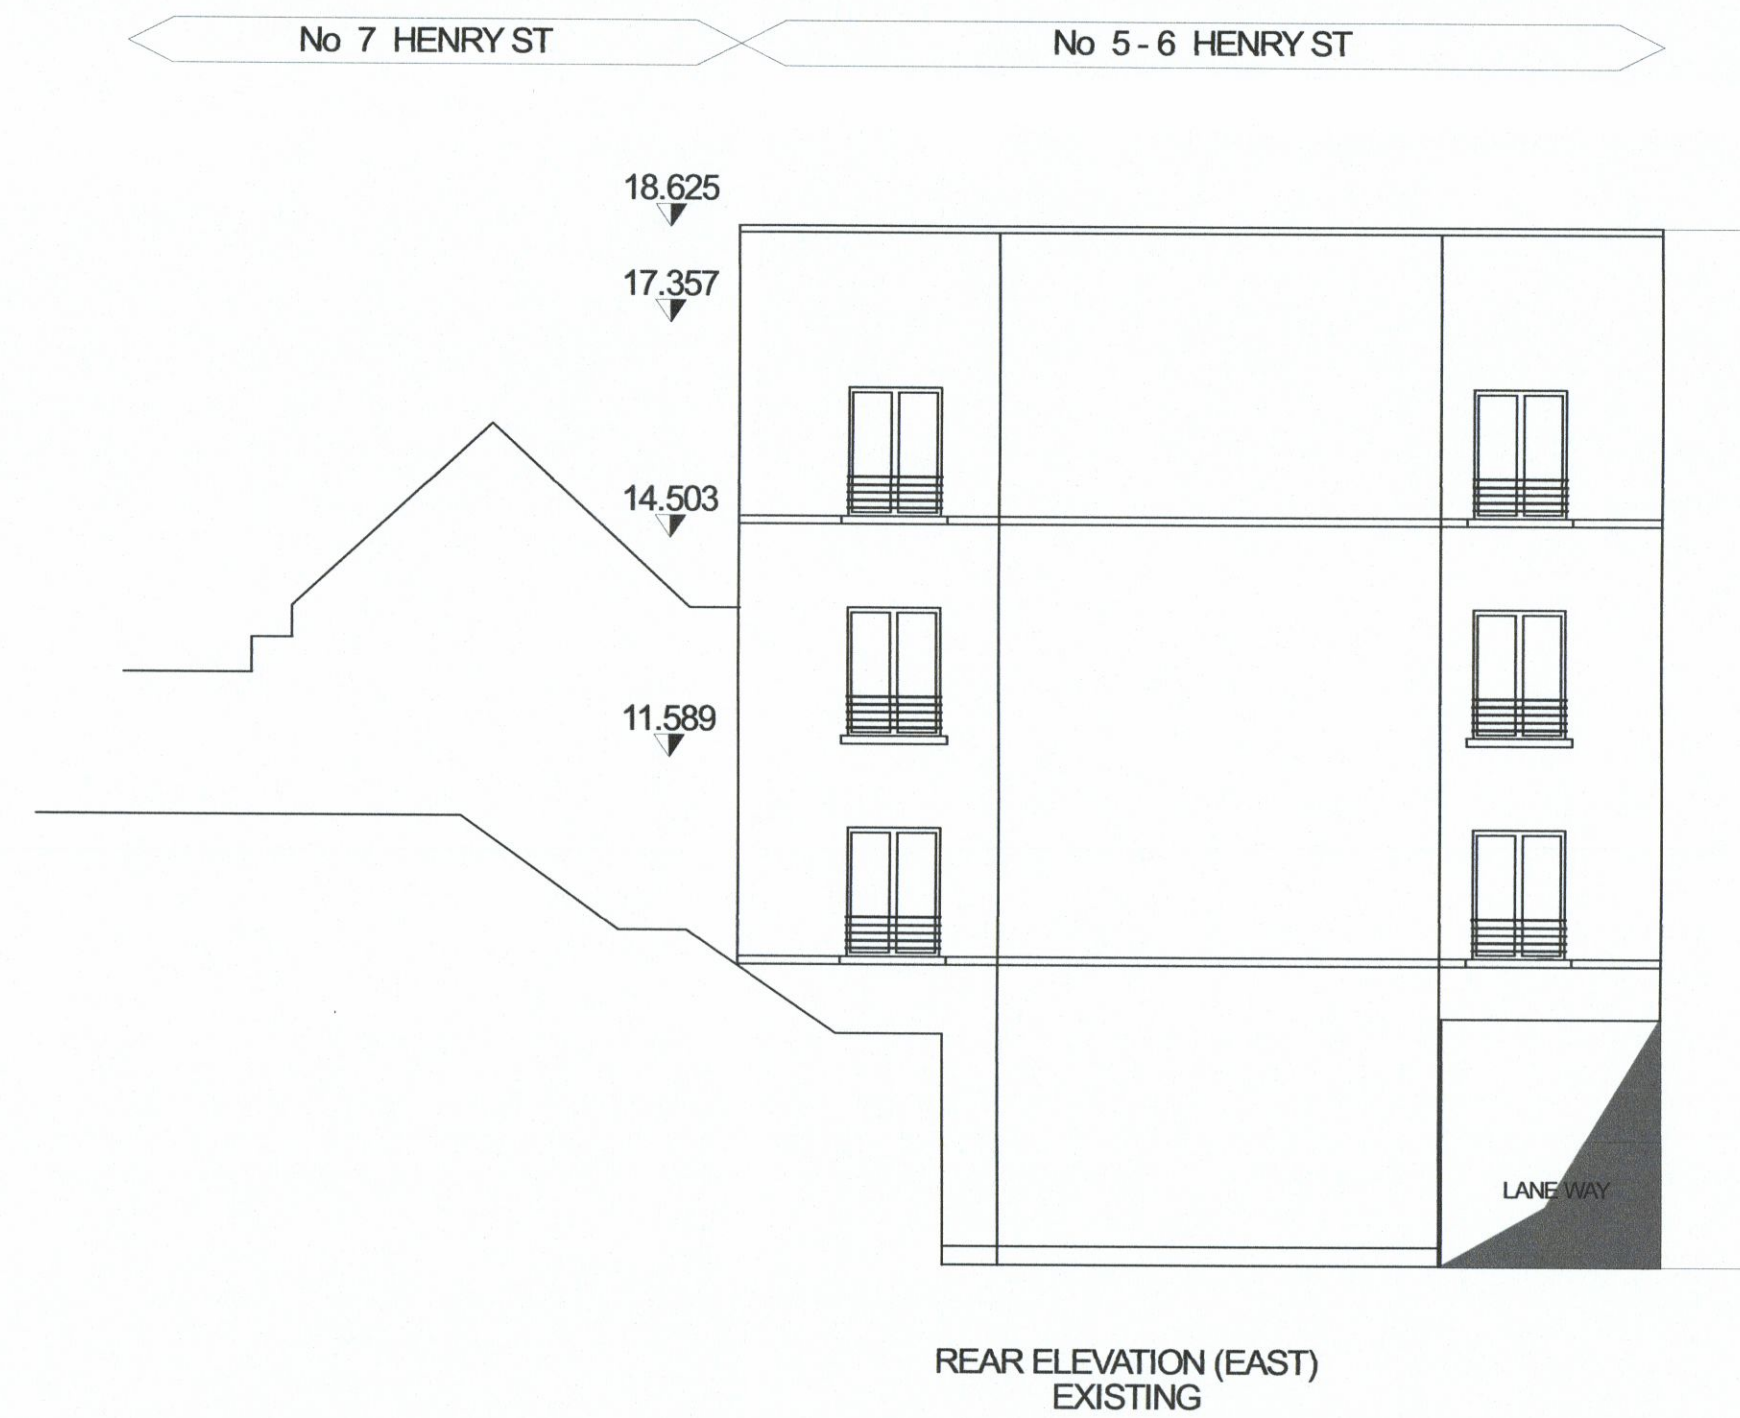 No 7 HENRY ST
No 5 - 6 HENRY ST
18.625
17.357
14.503
11.589
LANE WAY
REAR ELEVATION (EAST)
EXISTING